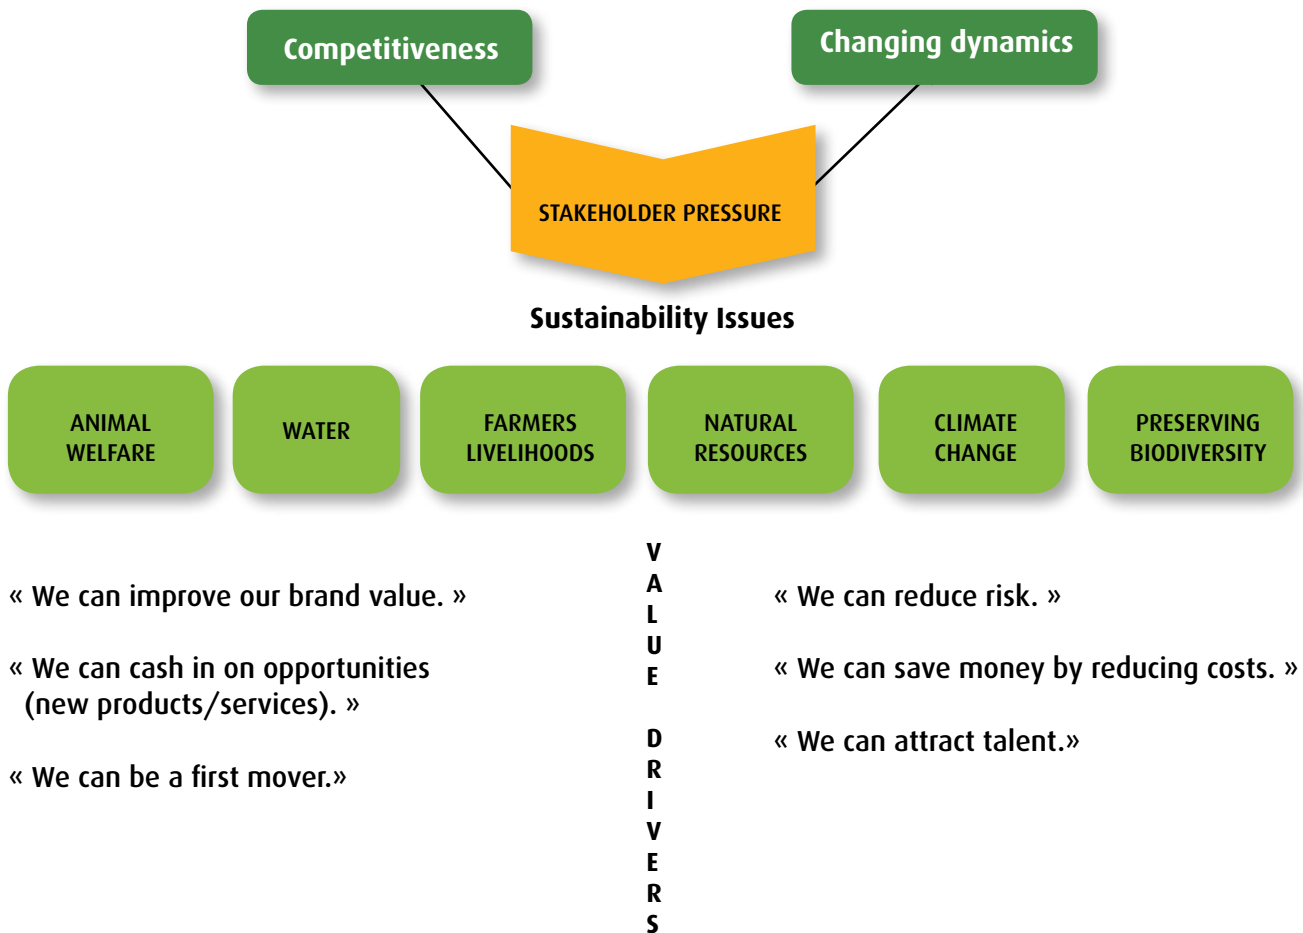 Competitiveness
Changing dynamics
STAKEHOLDER PRESSURE
Sustainability Issues
ANIMAL
WELFARE
WATER
FARMERS
LIVELIHOODS
NATURAL
RESOURCES
CLIMATE
CHANGE
PRESERVING
BIODIVERSITY
« We can improve our brand value. »
« We can cash in on opportunities
(new products/services). »
« We can be a first mover.»
V
A
L
U
E
D
R
I
V
E
R
S
« We can reduce risk. »
« We can save money by reducing costs. »
« We can attract talent.»